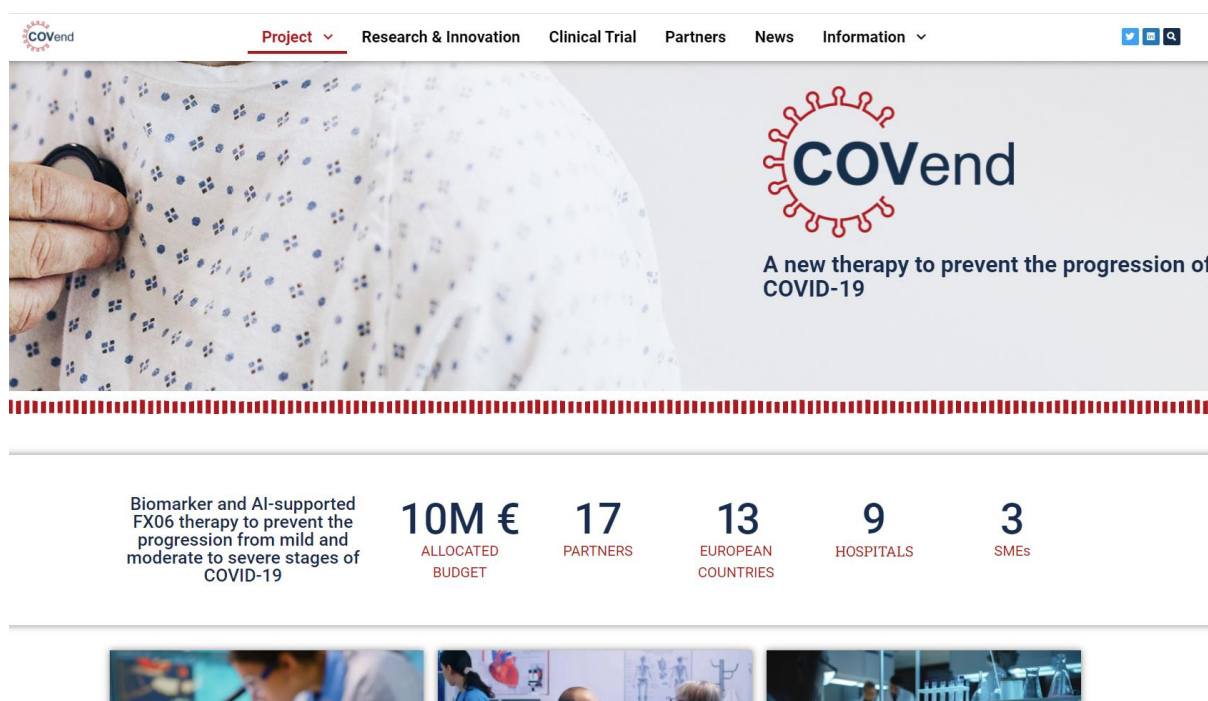 COVend
Project
Research & Innovation
Clinical Trial
Partners
News
Information
COVend
A new therapy to prevent the progression of
COVID-19
Biomarker and AI-supported
FX06 therapy to prevent the
progression from mild and
moderate to severe stages of
COVID-19
10M €
ALLOCATED
BUDGET
17
PARTNERS
13
EUROPEAN
COUNTRIES
9
HOSPITALS
3
SMEs